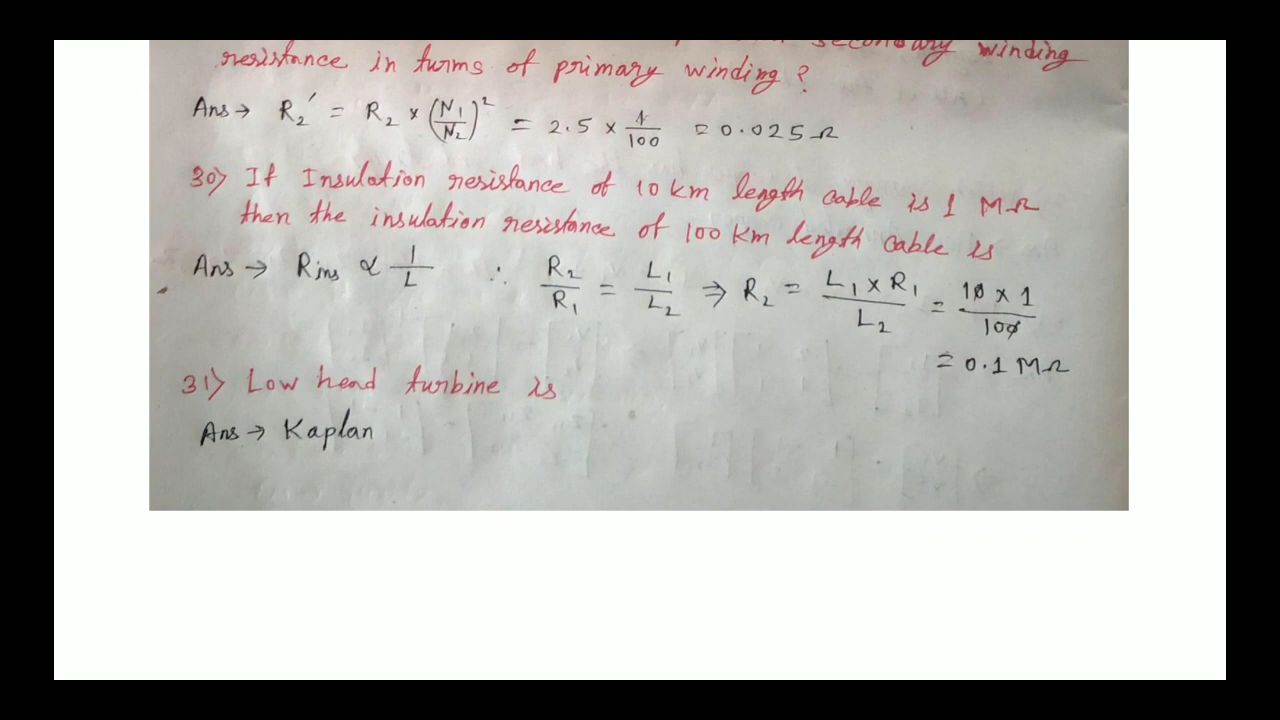 secondary winding
resistance in turms of primary winding ?
Ans → R₂′ = R₂ × (N₁/N₂)² = 2.5 × 1/100 = 0.025 Ω
30) If Insulation resistance of 10 km length cable is 1 MΩ
then the insulation resistance of 100 Km length cable is
Ans → Rins ∝ 1/L ∴ R₂/R₁ = L₁/L₂ ⇒ R₂ = L₁ × R₁/L₂ = 10 × 1/100
= 0.1 MΩ
31) Low head turbine is
Ans → Kaplan